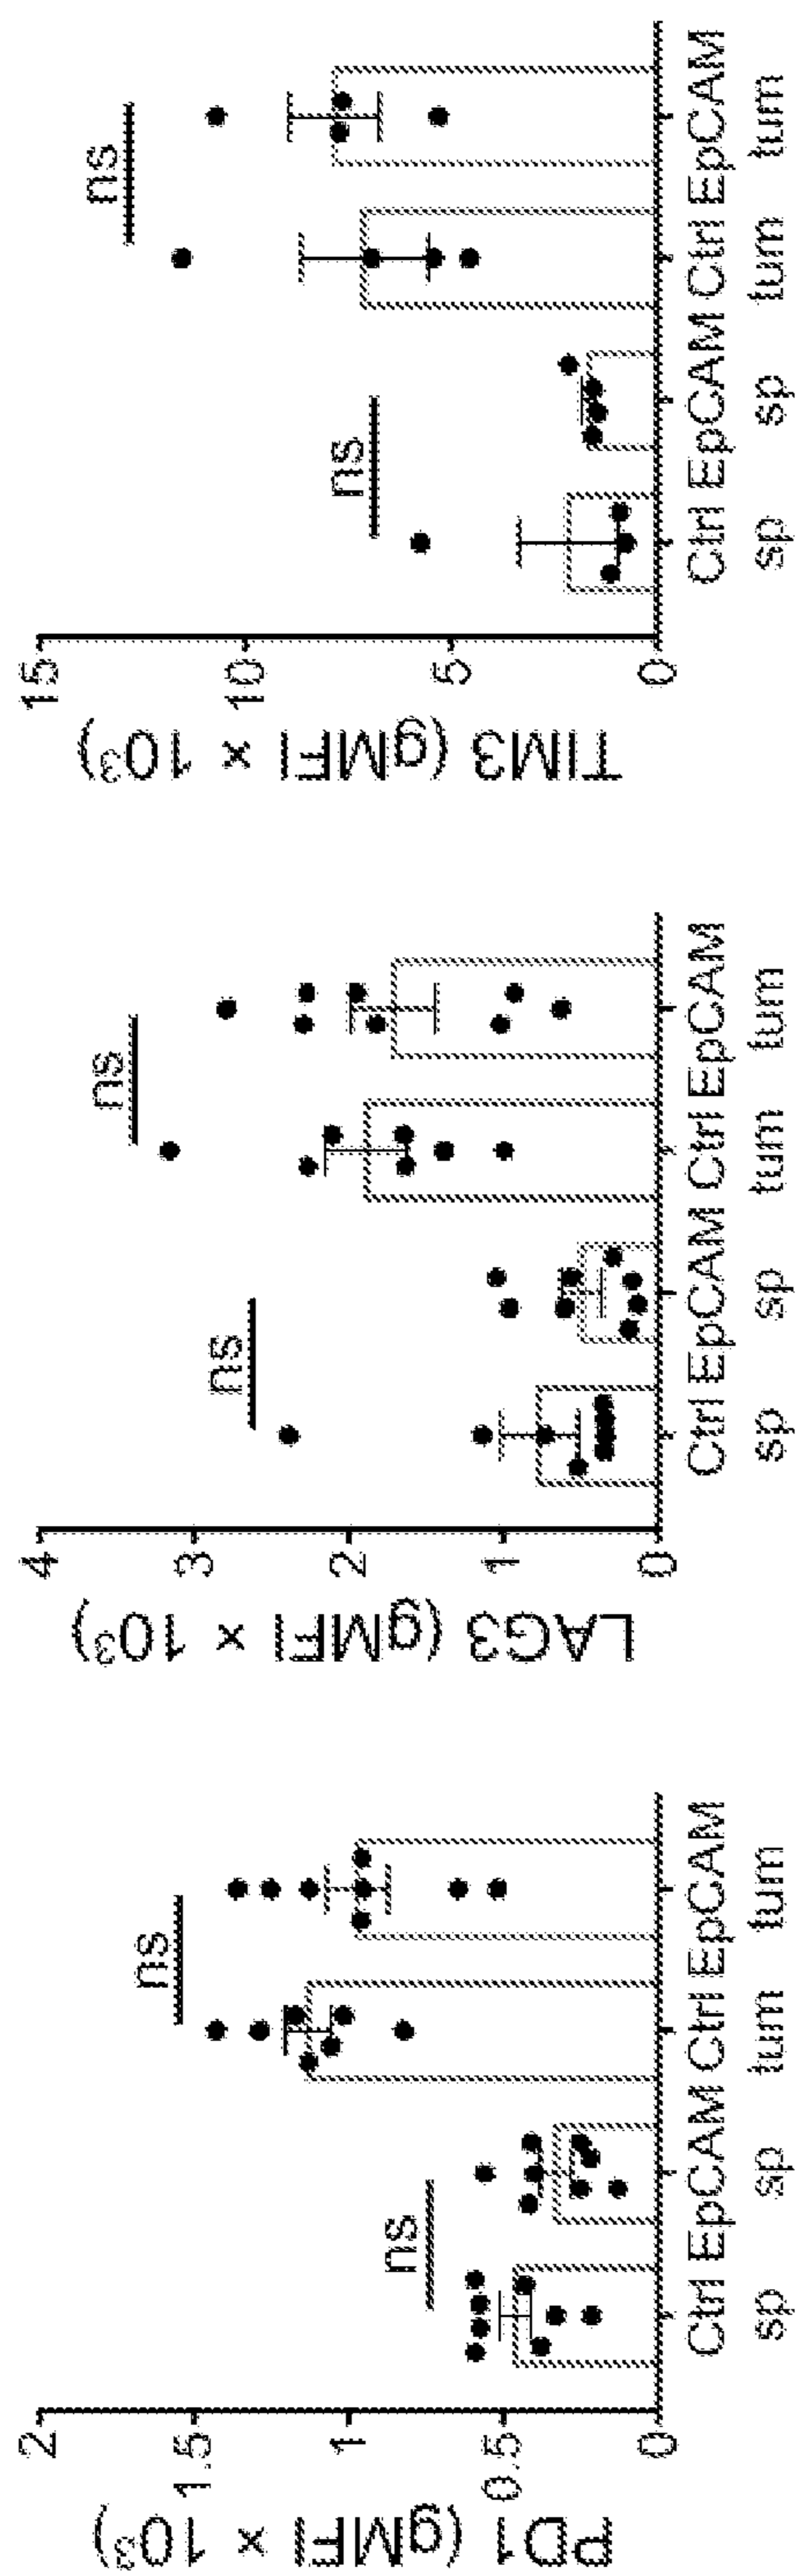 PD1 (gMFI × 10³)
2
1.5
1
0.5
0
ns
ns
Ctrl EpCAM Ctrl EpCAM
sp sp tum tum
LAG3 (gMFI × 10³)
4
3
2
1
0
ns
ns
Ctrl EpCAM Ctrl EpCAM
sp sp tum tum
TIM3 (gMFI × 10³)
15
10
5
0
ns
ns
Ctrl EpCAM Ctrl EpCAM
sp sp tum tum